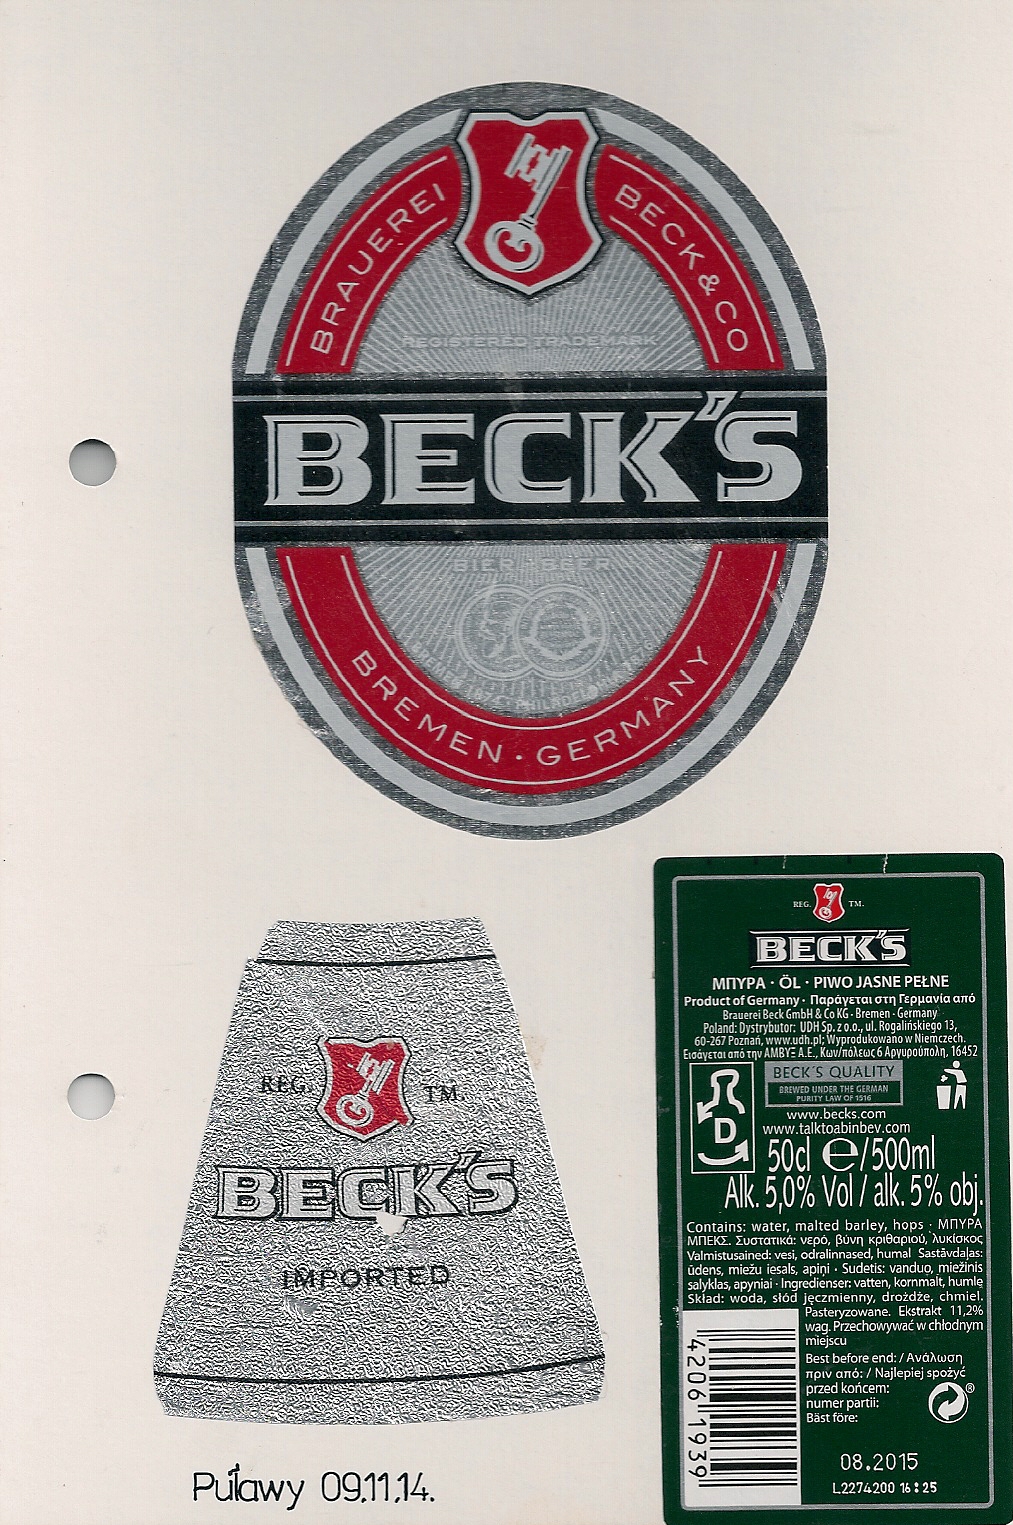 BRAUEREI BECK & CO
REGISTERED TRADEMARK
BECK'S
BREMEN · GERMANY
REG. TM.
BECK'S
IMPORTED
Puławy 09.11.14.
REG. TM.
BECK'S
ΜΠΥΡΑ · ÖL · PIWO JASNE PEŁNE
Product of Germany · Παράγεται στη Γερμανία από
Brauerei Beck GmbH & Co KG · Bremen · Germany
Poland: Dystrybutor: UDH Sp. z o.o., ul. Rogalińskiego 13,
60-267 Poznań, www.udh.pl; Wyprodukowano w Niemczech.
Εισάγεται από την ΑΜΒΥΞ Α.Ε., Κων/πόλεως 6 Αργυρούπολη, 16452
BECK'S QUALITY
BREWED UNDER THE GERMAN
PURITY LAW OF 1516
D
www.becks.com
www.talktoabinbev.com
50cl e/500ml
Alk. 5,0% Vol / alk. 5% obj.
Contains: water, malted barley, hops · ΜΠΥΡΑ
ΜΠΕΚΣ. Συστατικά: νερό, βύνη κριθαριού, λυκίσκος
Valmistusained: vesi, odralinnased, humal Sastāvdaļas:
ūdens, miežu iesals, apiņi · Sudetis: vanduo, miežinis
salyklas, apyniai · Ingredienser: vatten, kornmalt, humle
Skład: woda, słód jęczmienny, drożdże, chmiel.
Pasteryzowane. Ekstrakt 11,2%
wag. Przechowywać w chłodnym
miejscu
Best before end: / Ανάλωση
πριν από: / Najlepiej spożyć
przed końcem:
numer partii:
Bäst före:
4206 1939
08.2015
L2274200 16:25